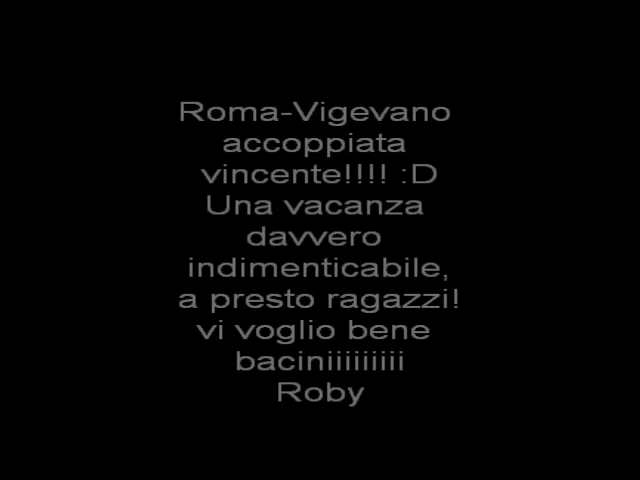 Roma-Vigevano
accoppiata
vincente!!!! :D
Una vacanza
davvero
indimenticabile,
a presto ragazzi!
vi voglio bene
baciniiiiiiiii
Roby